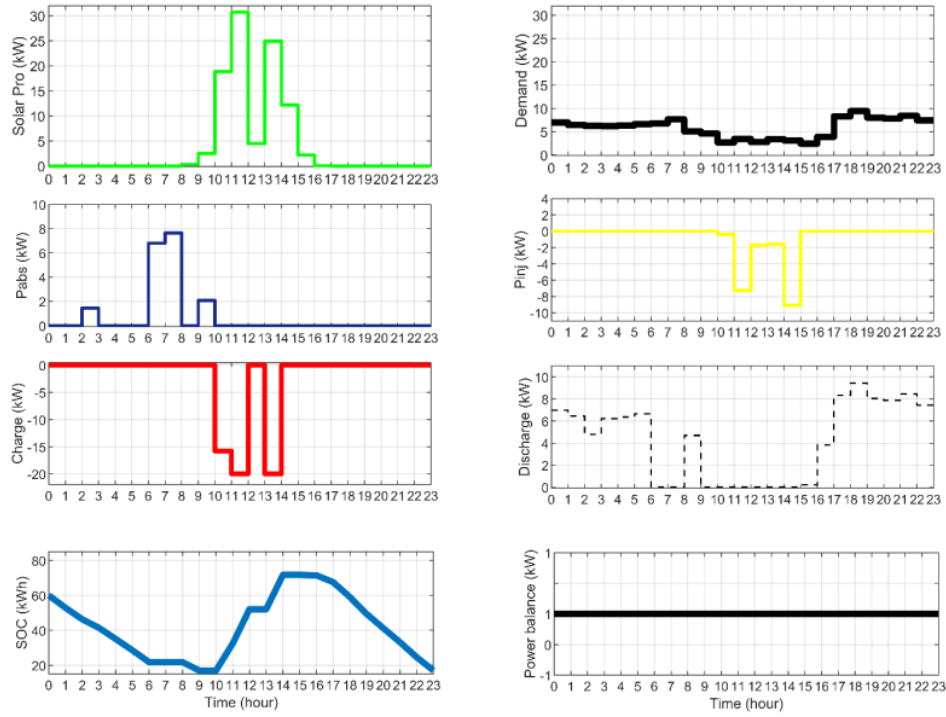 Solar Pro (kW)
30
25
20
15
10
5
0
0 1 2 3 4 5 6 7 8 9 10 11 12 13 14 15 16 17 18 19 20 21 22 23
Demand (kW)
30
25
20
15
10
5
0
0 1 2 3 4 5 6 7 8 9 10 11 12 13 14 15 16 17 18 19 20 21 22 23
Pabs (kW)
10
8
6
4
2
0
0 1 2 3 4 5 6 7 8 9 10 11 12 13 14 15 16 17 18 19 20 21 22 23
Pinj (kW)
4
2
0
-2
-4
-6
-8
-10
0 1 2 3 4 5 6 7 8 9 10 11 12 13 14 15 16 17 18 19 20 21 22 23
Charge (kW)
0
-5
-10
-15
-20
0 1 2 3 4 5 6 7 8 9 10 11 12 13 14 15 16 17 18 19 20 21 22 23
Discharge (kW)
10
8
6
4
2
0
0 1 2 3 4 5 6 7 8 9 10 11 12 13 14 15 16 17 18 19 20 21 22 23
SOC (kWh)
80
60
40
20
0 1 2 3 4 5 6 7 8 9 10 11 12 13 14 15 16 17 18 19 20 21 22 23
Time (hour)
Power balance (kW)
1
1
0
-1
0 1 2 3 4 5 6 7 8 9 10 11 12 13 14 15 16 17 18 19 20 21 22 23
Time (hour)